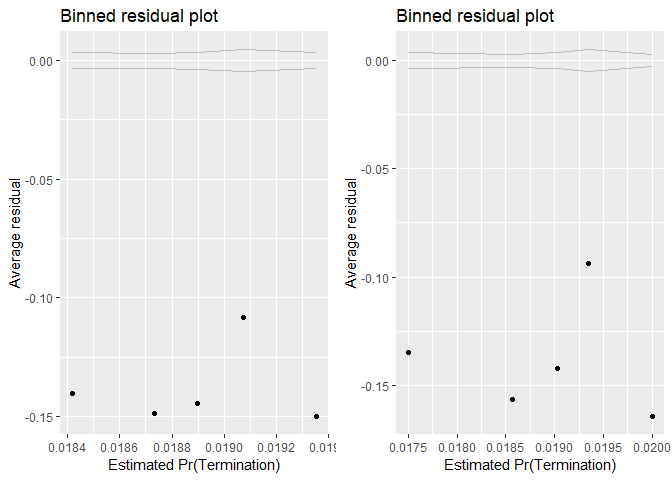 Binned residual plot
Average residual
0.00
-0.05
-0.10
-0.15
0.0184 0.0186 0.0188 0.0190 0.0192 0.019
Estimated Pr(Termination)
Binned residual plot
Average residual
0.00
-0.05
-0.10
-0.15
0.0175 0.0180 0.0185 0.0190 0.0195 0.0200
Estimated Pr(Termination)